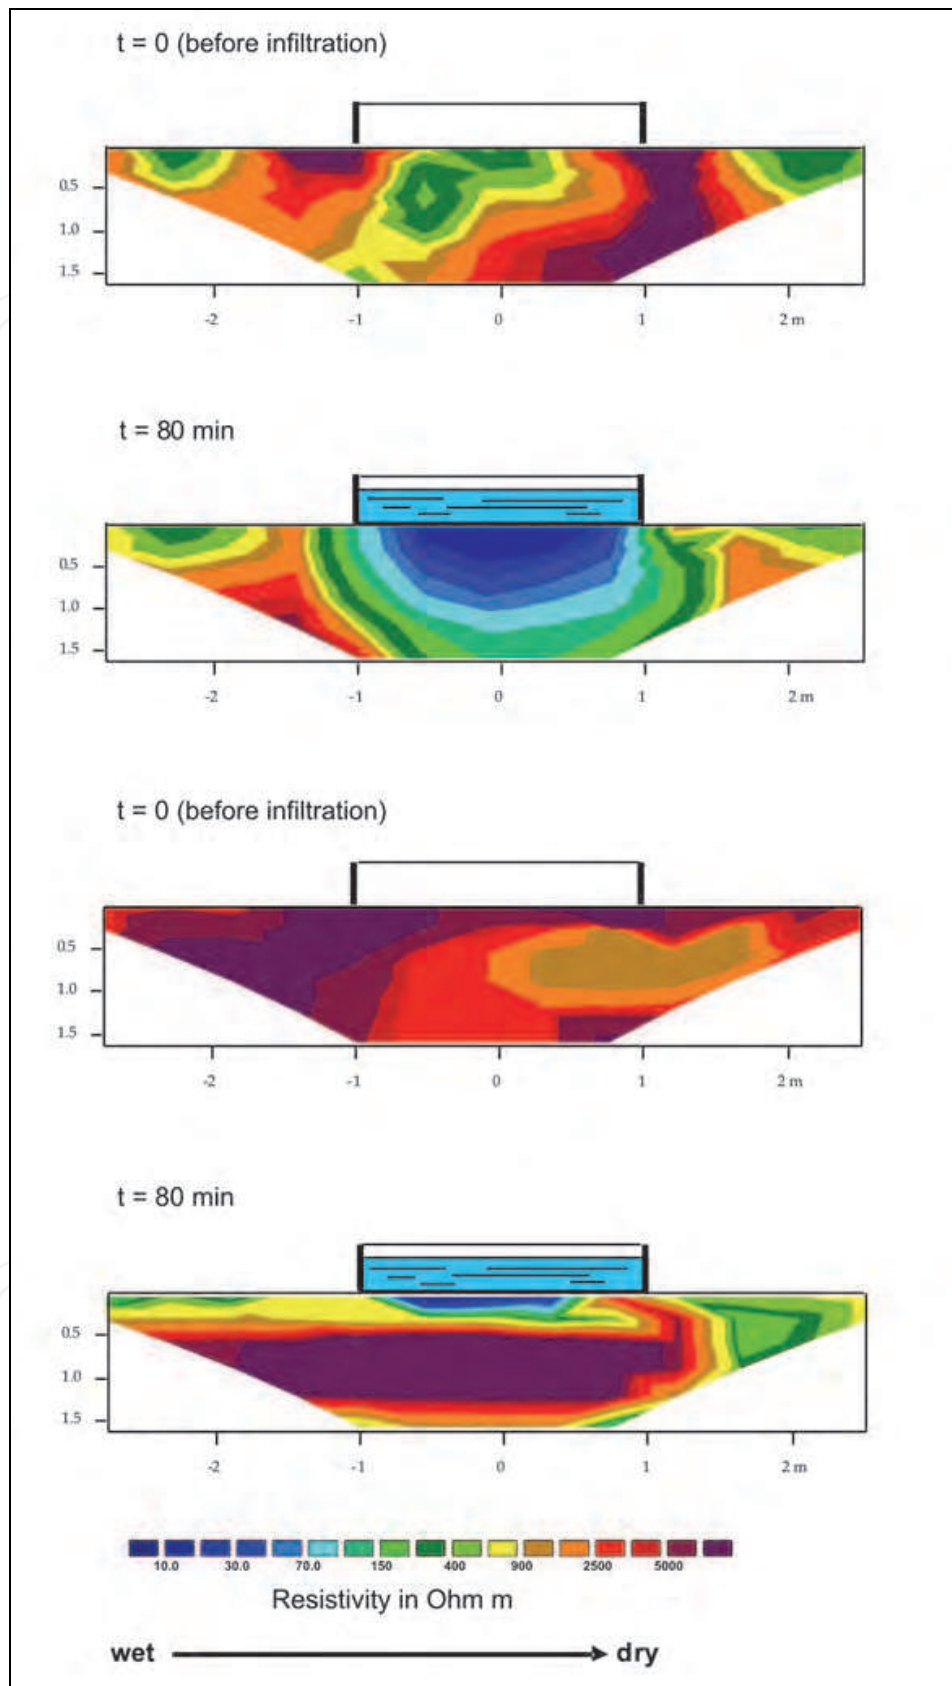 t = 0 (before infiltration)
0.5
1.0
1.5
-2 -1 0 1 2 m
t = 80 min
0.5
1.0
1.5
-2 -1 0 1 2 m
t = 0 (before infiltration)
0.5
1.0
1.5
-2 -1 0 1 2 m
t = 80 min
0.5
1.0
1.5
-2 -1 0 1 2 m
10.0 30.0 70.0 150 400 900 2500 5000
Resistivity in Ohm m
wet dry